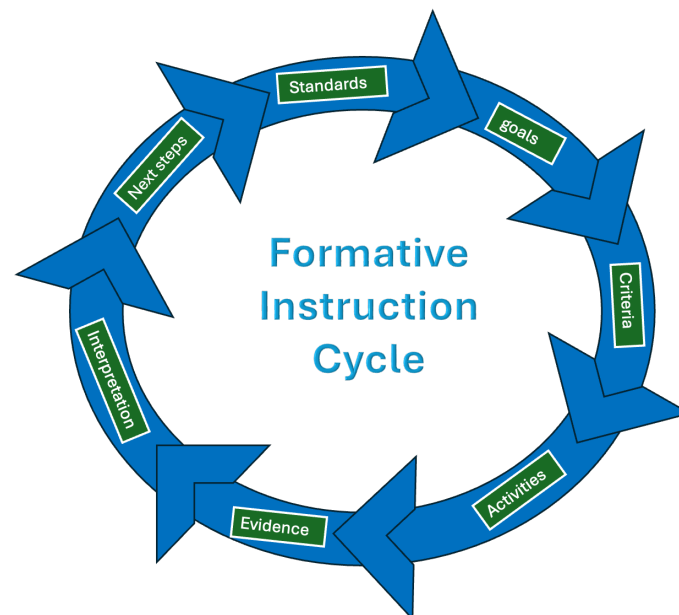 Standards
goals
Criteria
Activities
Evidence
Interpretation
Next steps
Formative
Instruction
Cycle